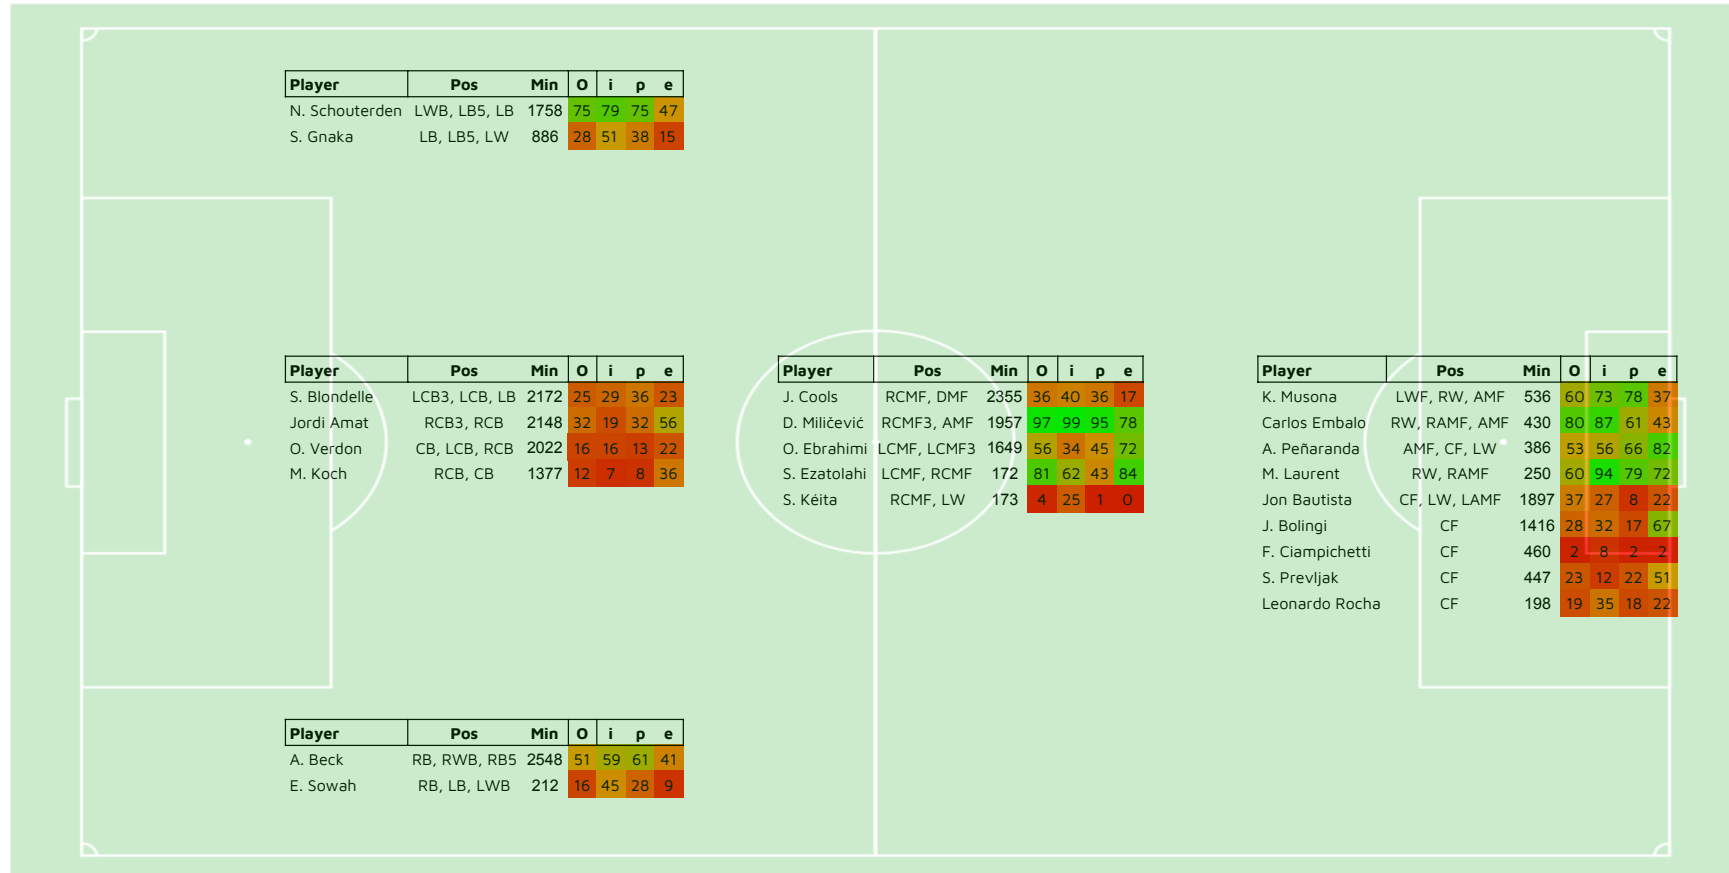 Player Pos Min O i p e
N. Schouterden LWB, LB5, LB 1758 75 79 75 47
S. Gnaka LB, LB5, LW 886 28 51 38 15
Player Pos Min O i p e
S. Blondelle LCB3, LCB, LB 2172 25 29 36 23
Jordi Amat RCB3, RCB 2148 32 19 32 56
O. Verdon CB, LCB, RCB 2022 16 16 13 22
M. Koch RCB, CB 1377 12 7 8 36
Player Pos Min O i p e
J. Cools RCMF, DMF 2355 36 40 36 17
D. Miličević RCMF3, AMF 1957 97 99 95 78
O. Ebrahimi LCMF, LCMF3 1649 56 34 45 72
S. Ezatolahi LCMF, RCMF 172 81 62 43 84
S. Kéita RCMF, LW 173 4 25 1 0
Player Pos Min O i p e
K. Musona LWF, RW, AMF 536 60 73 78 37
Carlos Embalo RW, RAMF, AMF 430 80 87 61 43
A. Peñaranda AMF, CF, LW 386 53 56 66 82
M. Laurent RW, RAMF 250 60 94 79 72
Jon Bautista CF, LW, LAMF 1897 37 27 8 22
J. Bolingi CF 1416 28 32 17 67
F. Ciampichetti CF 460 2 8 2 2
S. Prevljak CF 447 23 12 22 51
Leonardo Rocha CF 198 19 35 18 22
Player Pos Min O i p e
A. Beck RB, RWB, RB5 2548 51 59 61 41
E. Sowah RB, LB, LWB 212 16 45 28 9